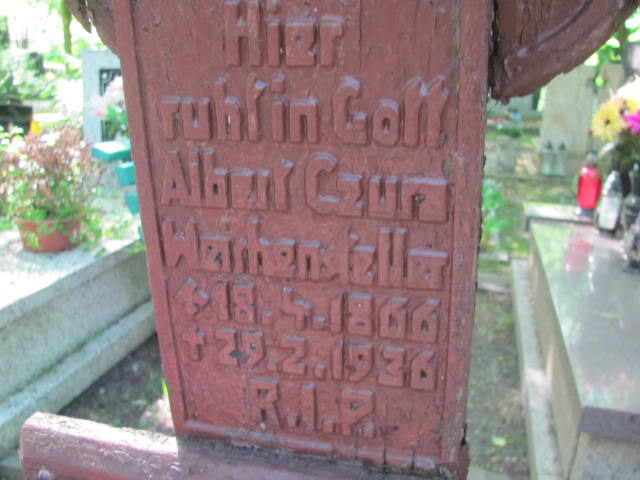 Hier
ruht in Gott
Albert Czura
Weichensteller
✣ 18.4.1866
✝ 29.2.1936
R.I.P.